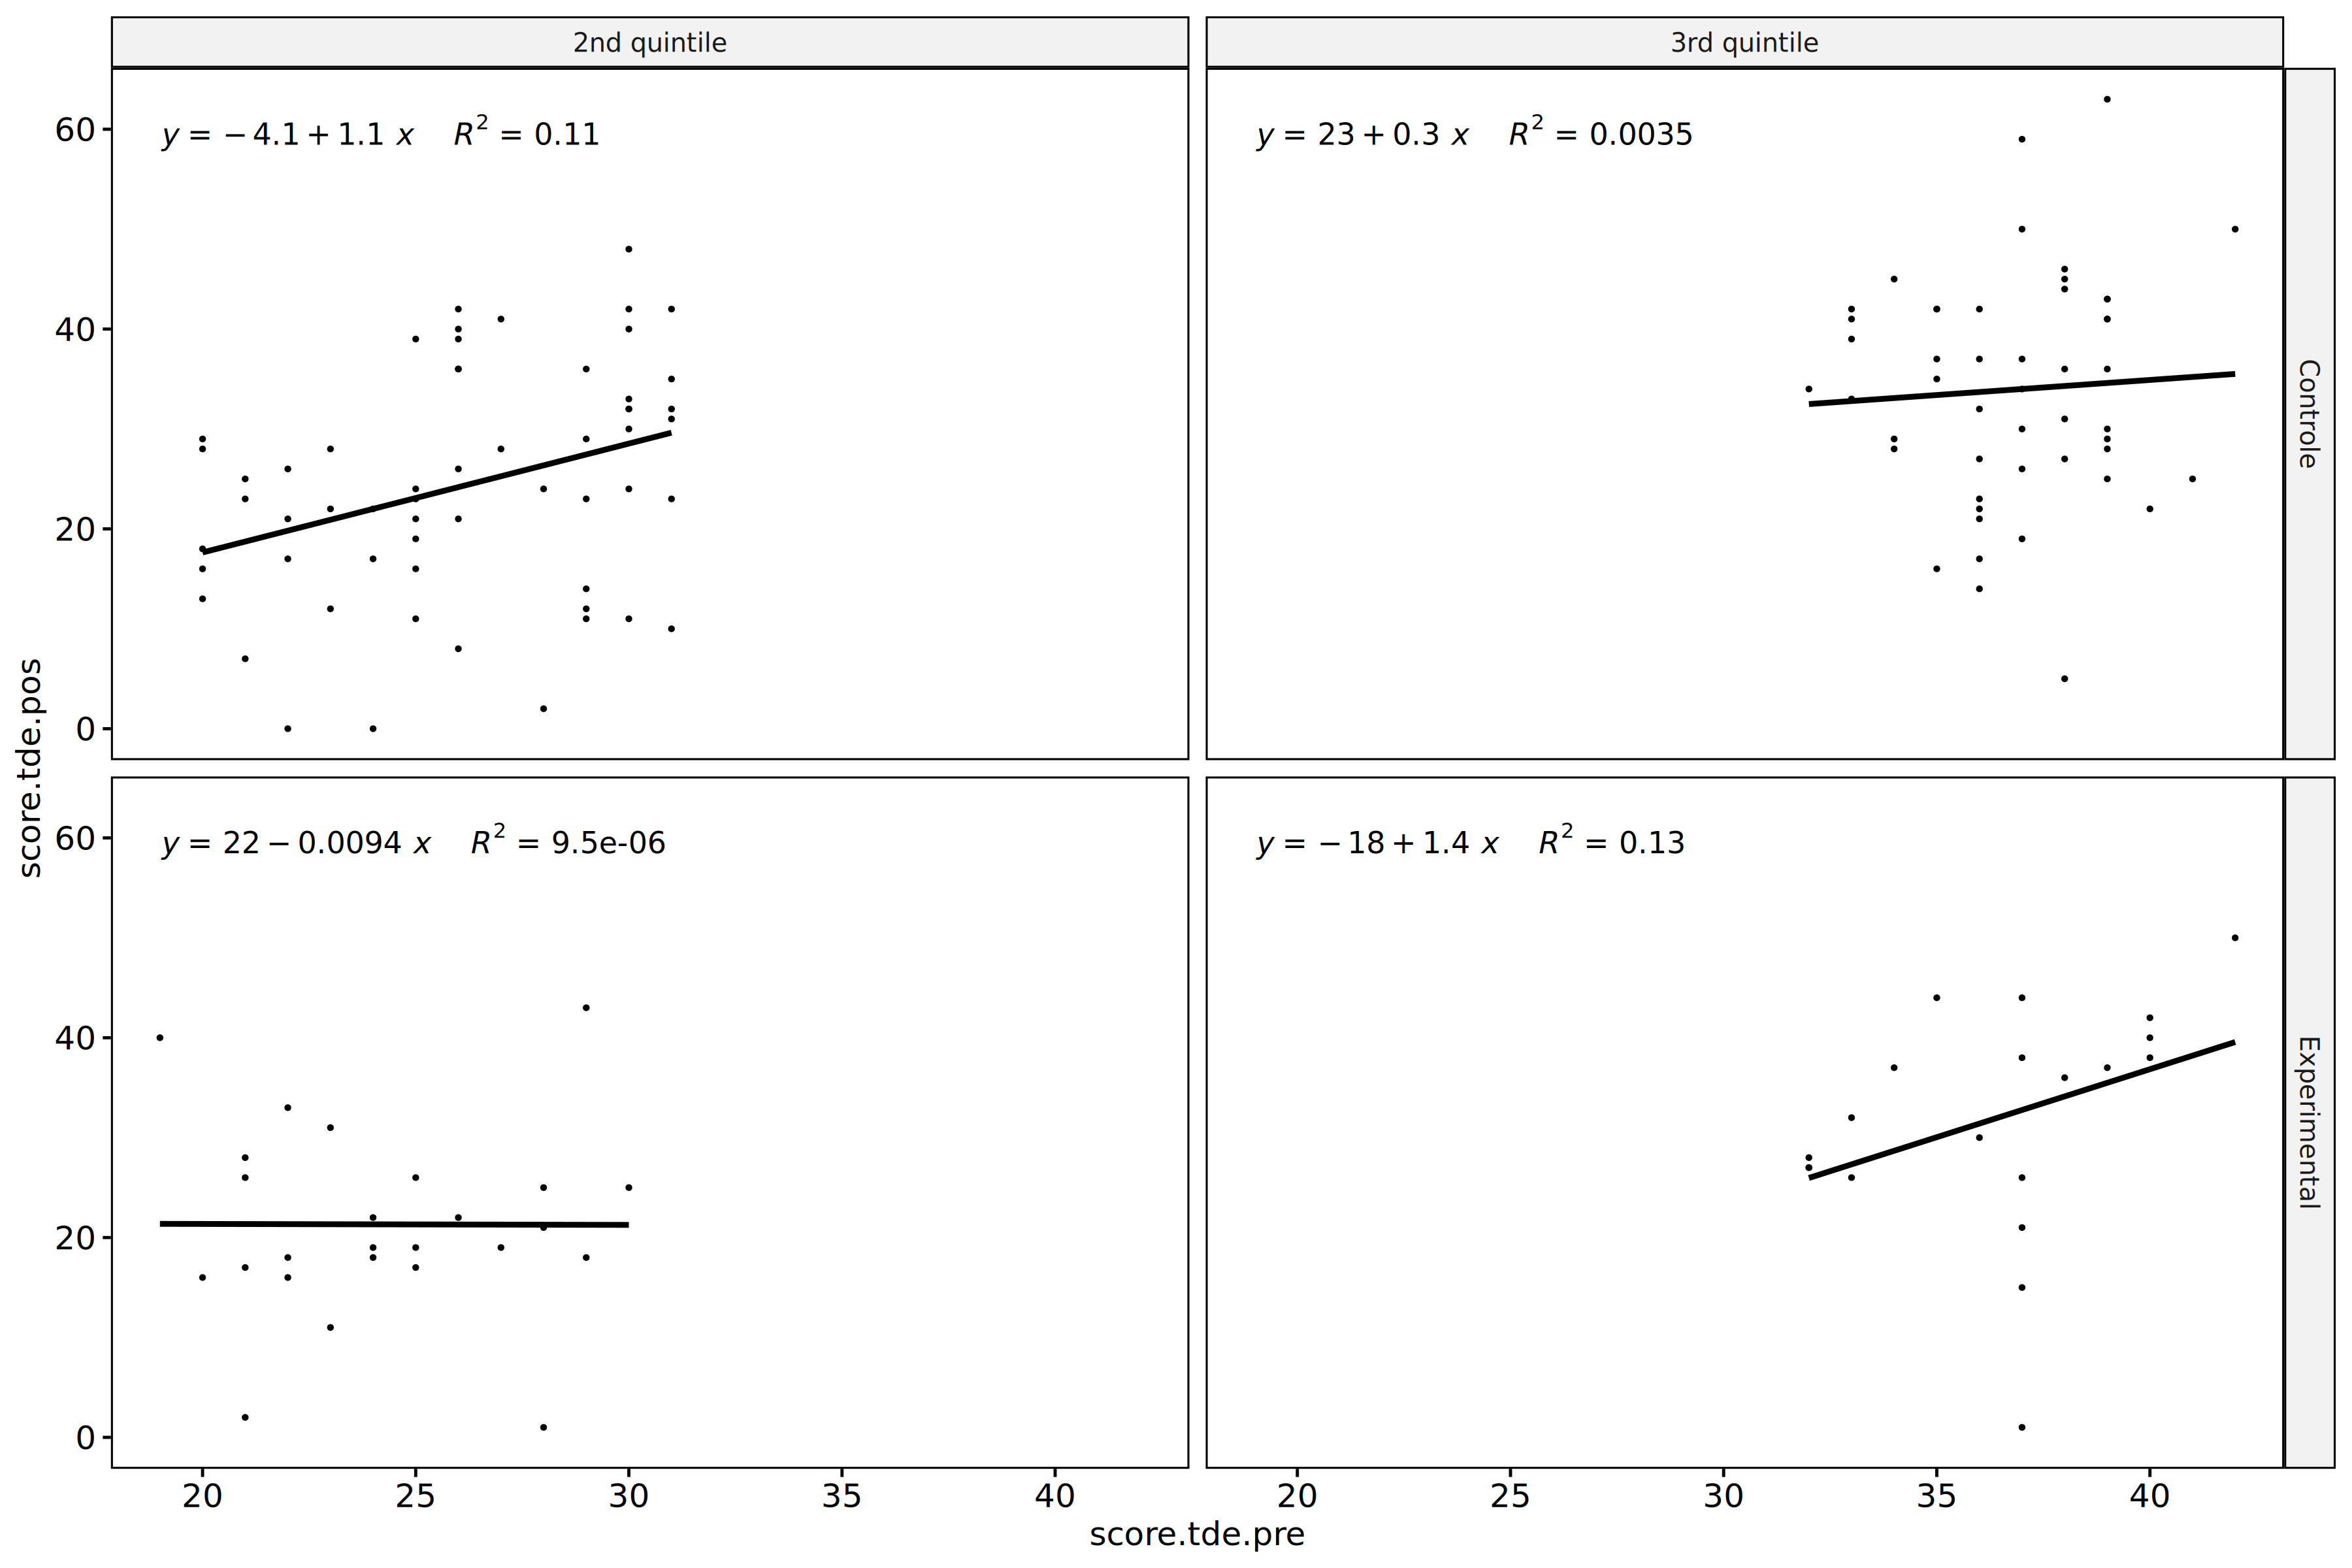 2nd quintile
3rd quintile
y = − 4.1 + 1.1 x R² = 0.11
y = 23 + 0.3 x R² = 0.0035
60
40
20
0
Controle
y = 22 − 0.0094 x R² = 9.5e-06
y = − 18 + 1.4 x R² = 0.13
60
40
20
0
Experimental
score.tde.pos
20 25 30 35 40
20 25 30 35 40
score.tde.pre